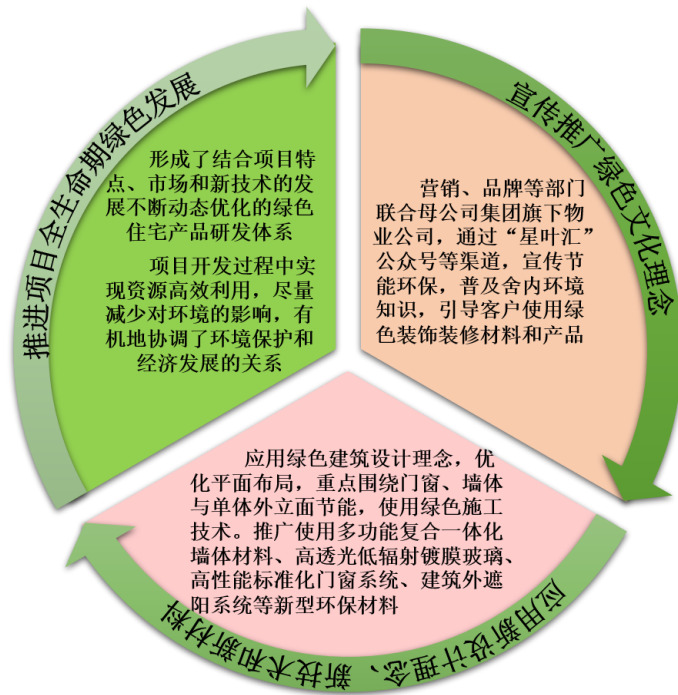 推进项目全生命期绿色发展
形成了结合项目特
点、市场和新技术的发
展不断动态优化的绿色
住宅产品研发体系
项目开发过程中实
现资源高效利用，尽量
减少对环境的影响，有
机地协调了环境保护和
经济发展的关系
宣传推广绿色文化理念
营销、品牌等部门
联合母公司集团旗下物
业公司，通过“星叶汇”
公众号等渠道，宣传节
能环保，普及舍内环境
知识，引导客户使用绿
色装饰装修材料和产品
应用绿色建筑设计理念，优
化平面布局，重点围绕门窗、墙体
与单体外立面节能，使用绿色施工
技术。推广使用多功能复合一体化
墙体材料、高透光低辐射镀膜玻璃、
高性能标准化门窗系统、建筑外遮
阳系统等新型环保材料
应用新设计理念、新技术和新材料